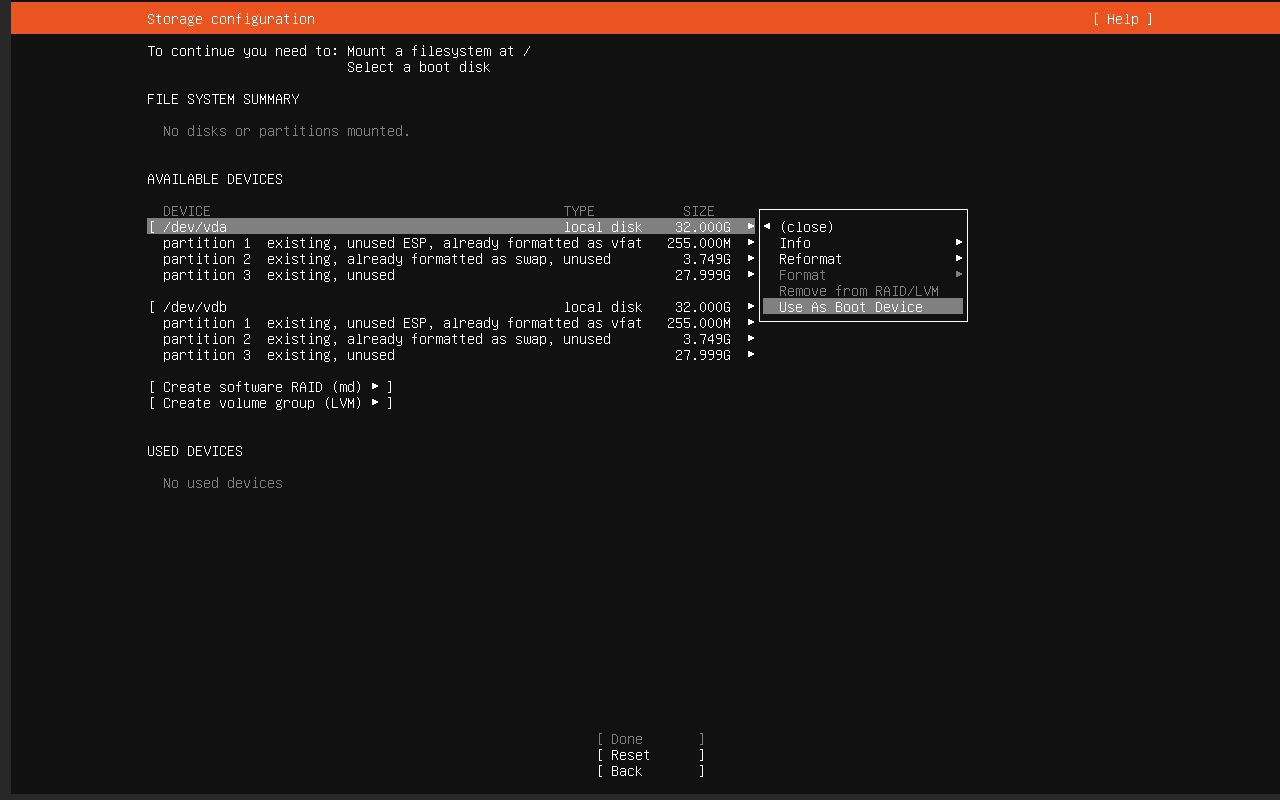 Storage configuration [ Help ]
To continue you need to: Mount a filesystem at /
Select a boot disk
FILE SYSTEM SUMMARY
No disks or partitions mounted.
AVAILABLE DEVICES
DEVICE TYPE SIZE
[ /dev/vda local disk 32.000G ▸ ◂ (close)
partition 1 existing, unused ESP, already formatted as vfat 255.000M ▸ Info ▸
partition 2 existing, already formatted as swap, unused 3.749G ▸ Reformat ▸
partition 3 existing, unused 27.999G ▸ Format ▸
Remove from RAID/LVM
[ /dev/vdb local disk 32.000G ▸ Use As Boot Device
partition 1 existing, unused ESP, already formatted as vfat 255.000M ▸
partition 2 existing, already formatted as swap, unused 3.749G ▸
partition 3 existing, unused 27.999G ▸
[ Create software RAID (md) ▸ ]
[ Create volume group (LVM) ▸ ]
USED DEVICES
No used devices
[ Done ]
[ Reset ]
[ Back ]